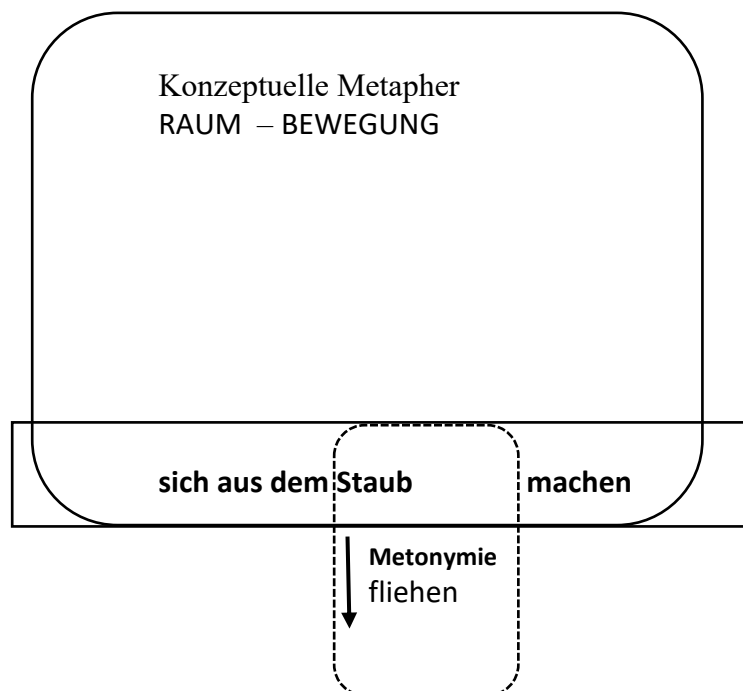 Konzeptuelle Metapher
RAUM – BEWEGUNG
sich aus dem Staub machen
Metonymie
fliehen